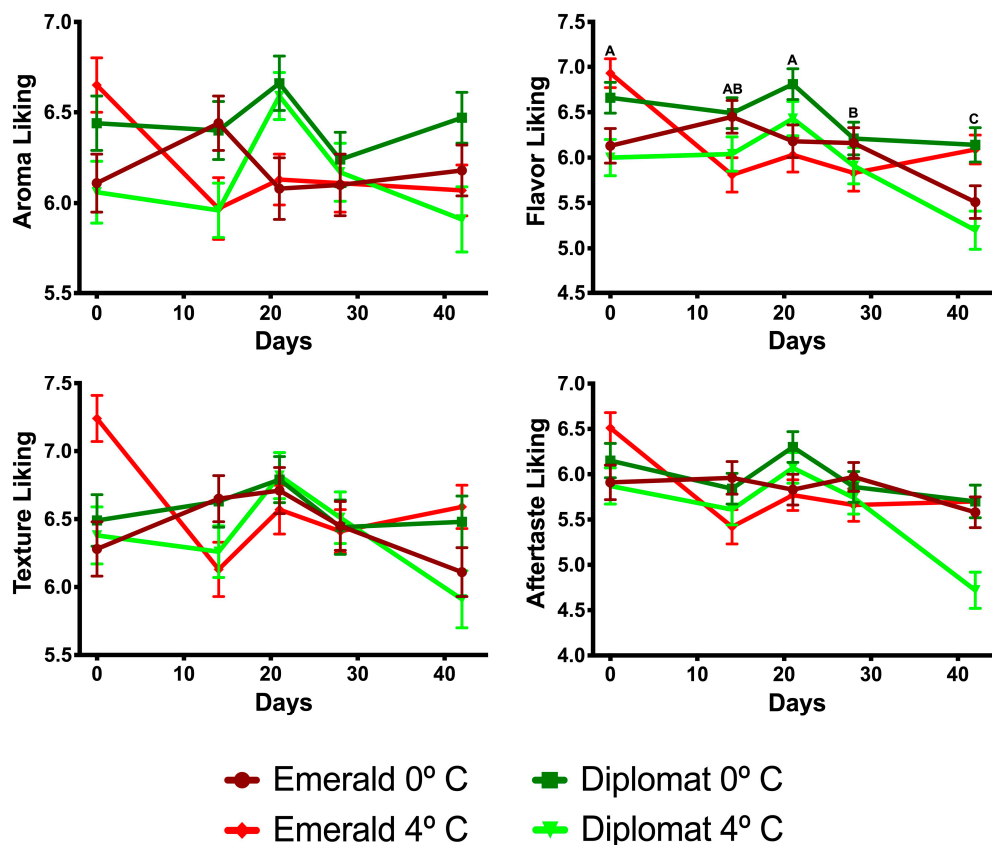 Aroma Liking
7.0
6.5
6.0
5.5
0 10 20 30 40
Days
Flavor Liking
7.5
7.0
6.5
6.0
5.5
5.0
4.5
A AB A B C
0 10 20 30 40
Days
Texture Liking
7.5
7.0
6.5
6.0
5.5
0 10 20 30 40
Days
Aftertaste Liking
7.0
6.5
6.0
5.5
5.0
4.5
4.0
0 10 20 30 40
Days
Emerald 0º C
Diplomat 0º C
Emerald 4º C
Diplomat 4º C